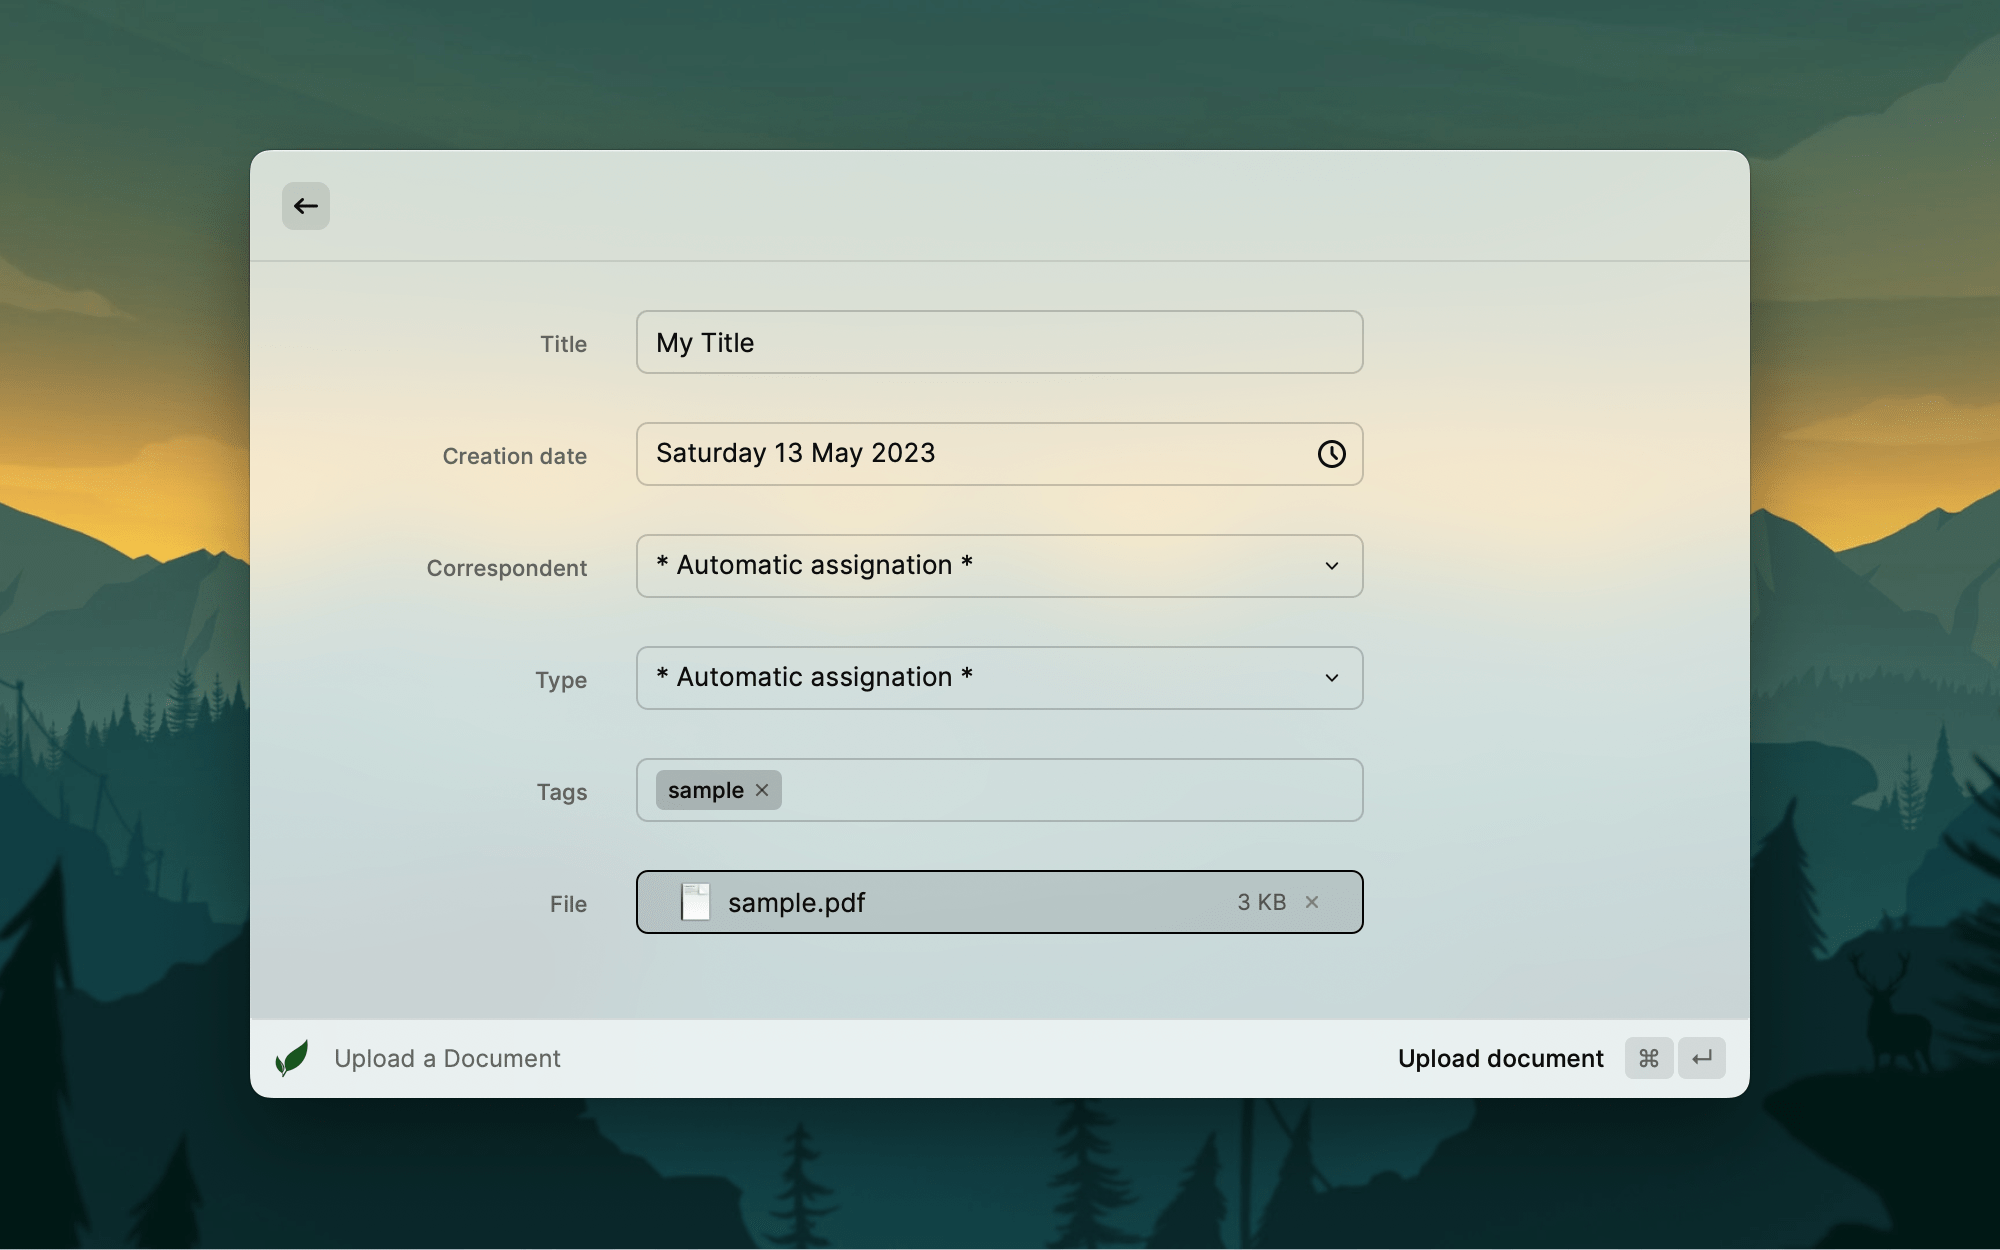 Title
My Title
Creation date
Saturday 13 May 2023
Correspondent
* Automatic assignation *
Type
* Automatic assignation *
Tags
sample ×
File
sample.pdf 3 KB ×
Upload a Document
Upload document ⌘ ↵